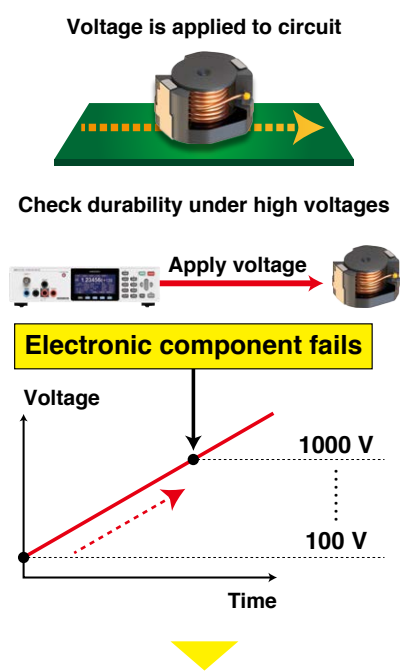 Voltage is applied to circuit
Check durability under high voltages
Apply voltage
Electronic component fails
Voltage
1000 V
100 V
Time